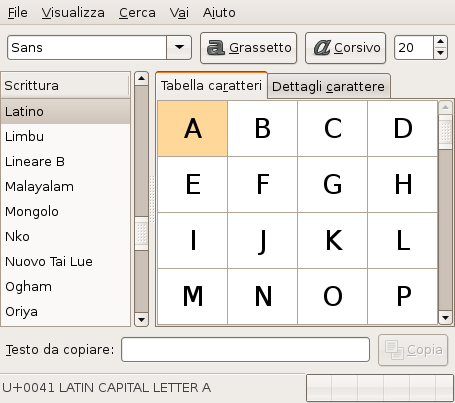 File Visualizza Cerca Vai Aiuto
Sans Grassetto Corsivo 20
Scrittura
Latino
Limbu
Lineare B
Malayalam
Mongolo
Nko
Nuovo Tai Lue
Ogham
Oriya
Tabella caratteri Dettagli carattere
A B C D
E F G H
I J K L
M N O P
Testo da copiare: Copia
U+0041 LATIN CAPITAL LETTER A